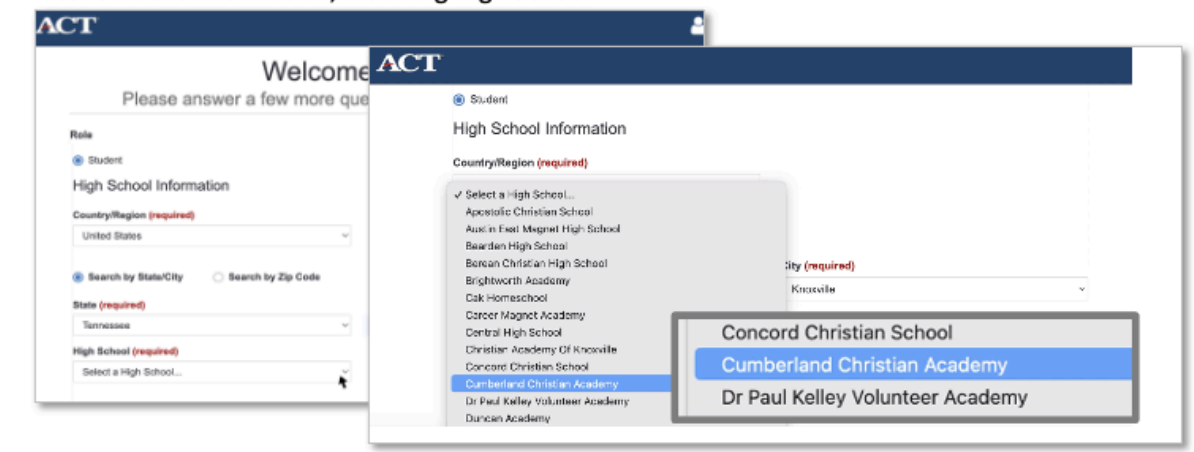 ACT
Welcome
Please answer a few more que
Role
Student
High School Information
Country/Region (required)
United States
Search by State/City Search by Zip Code
State (required)
Tennessee
High School (required)
Select a High School...
ACT
Student
High School Information
Country/Region (required)
✓ Select a High School...
Apostolic Christian School
Austin East Magnet High School
Bearden High School
Berean Christian High School
Brightworth Academy
Cak Homeschool
Career Magnet Academy
Central High School
Christian Academy Of Knoxville
Concord Christian School
Cumberland Christian Academy
Dr Paul Kelley Volunteer Academy
Duncan Academy
City (required)
Knoxville
Concord Christian School
Cumberland Christian Academy
Dr Paul Kelley Volunteer Academy